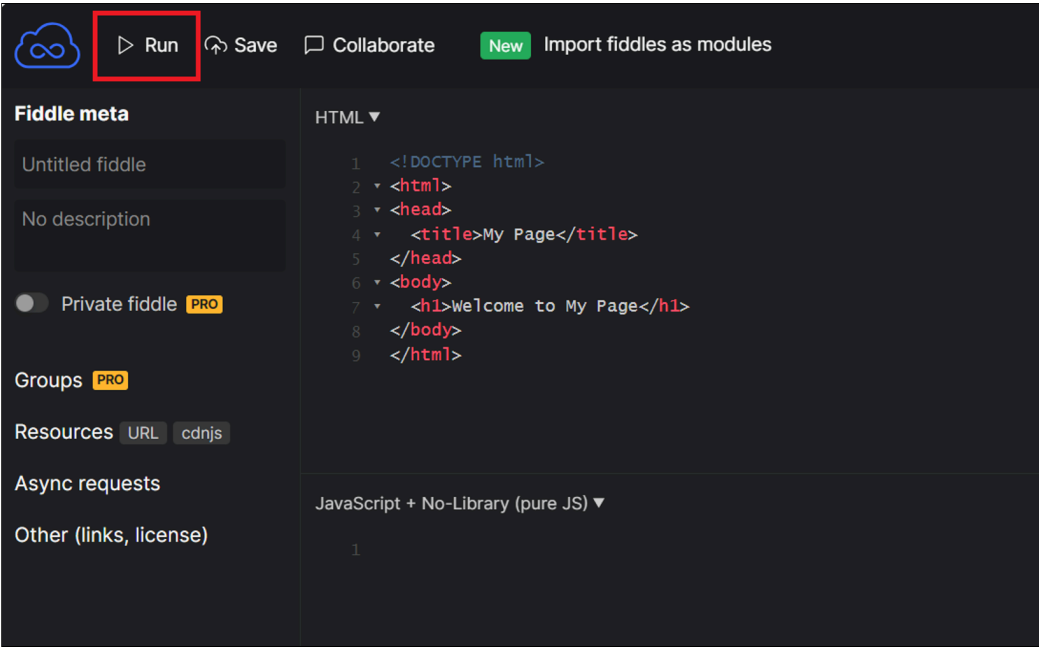 Run Save Collaborate New Import fiddles as modules
Fiddle meta
Untitled fiddle
No description
Private fiddle PRO
Groups PRO
Resources URL cdnjs
Async requests
Other (links, license)
HTML ▼
1 <!DOCTYPE html>
2 ▾ <html>
3 ▾ <head>
4 ▾ <title>My Page</title>
5 </head>
6 ▾ <body>
7 ▾ <h1>Welcome to My Page</h1>
8 </body>
9 </html>
JavaScript + No-Library (pure JS) ▼
1